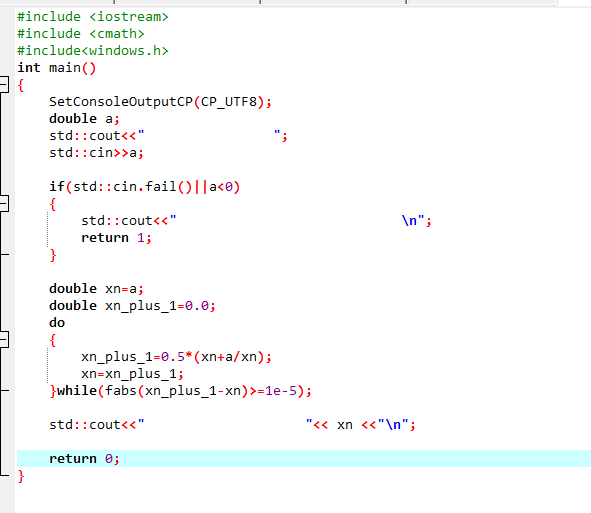 #include <iostream>
#include <cmath>
#include<windows.h>
int main()
{
    SetConsoleOutputCP(CP_UTF8);
    double a;
    std::cout<<"                ";
    std::cin>>a;

    if(std::cin.fail()||a<0)
    {
        std::cout<<"                            \n";
        return 1;
    }

    double xn=a;
    double xn_plus_1=0.0;
    do
    {
        xn_plus_1=0.5*(xn+a/xn);
        xn=xn_plus_1;
    }while(fabs(xn_plus_1-xn)>=1e-5);

    std::cout<<"                    "<< xn <<"\n";

    return 0;
}